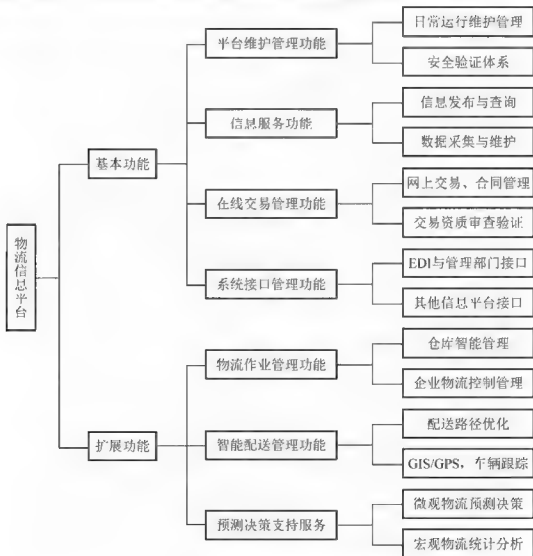 物流信息平台
基本功能
扩展功能
平台维护管理功能
信息服务功能
在线交易管理功能
系统接口管理功能
物流作业管理功能
智能配送管理功能
预测决策支持服务
日常运行维护管理
安全验证体系
信息发布与查询
数据采集与维护
网上交易、合同管理
交易资质审查验证
EDI与管理部门接口
其他信息平台接口
仓库智能管理
企业物流控制管理
配送路径优化
GIS/GPS，车辆跟踪
微观物流预测决策
宏观物流统计分析